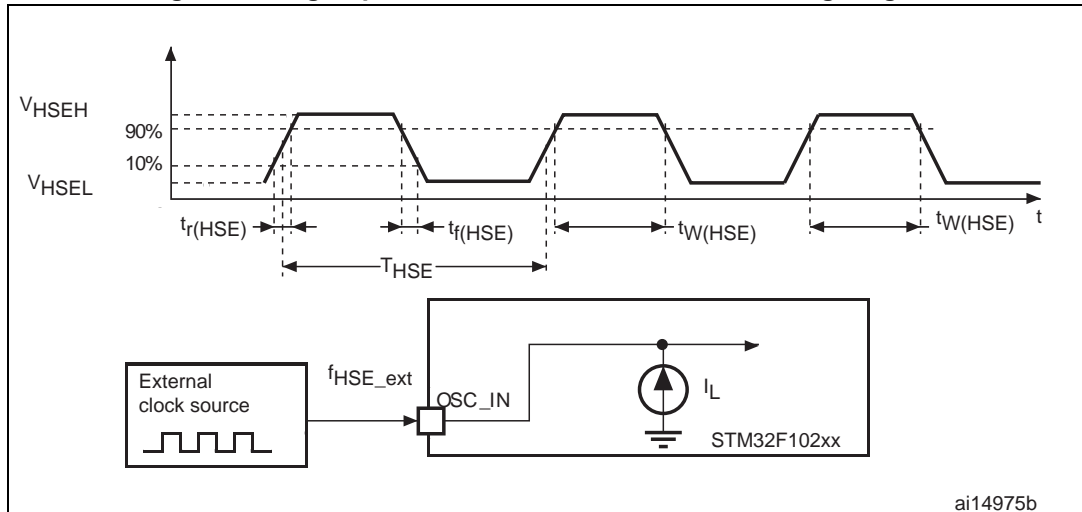 VHSEH
90%
10%
VHSEL
tr(HSE)
tf(HSE)
tW(HSE)
tW(HSE)
t
THSE
External
clock source
fHSE_ext
OSC_IN
IL
STM32F102xx
ai14975b